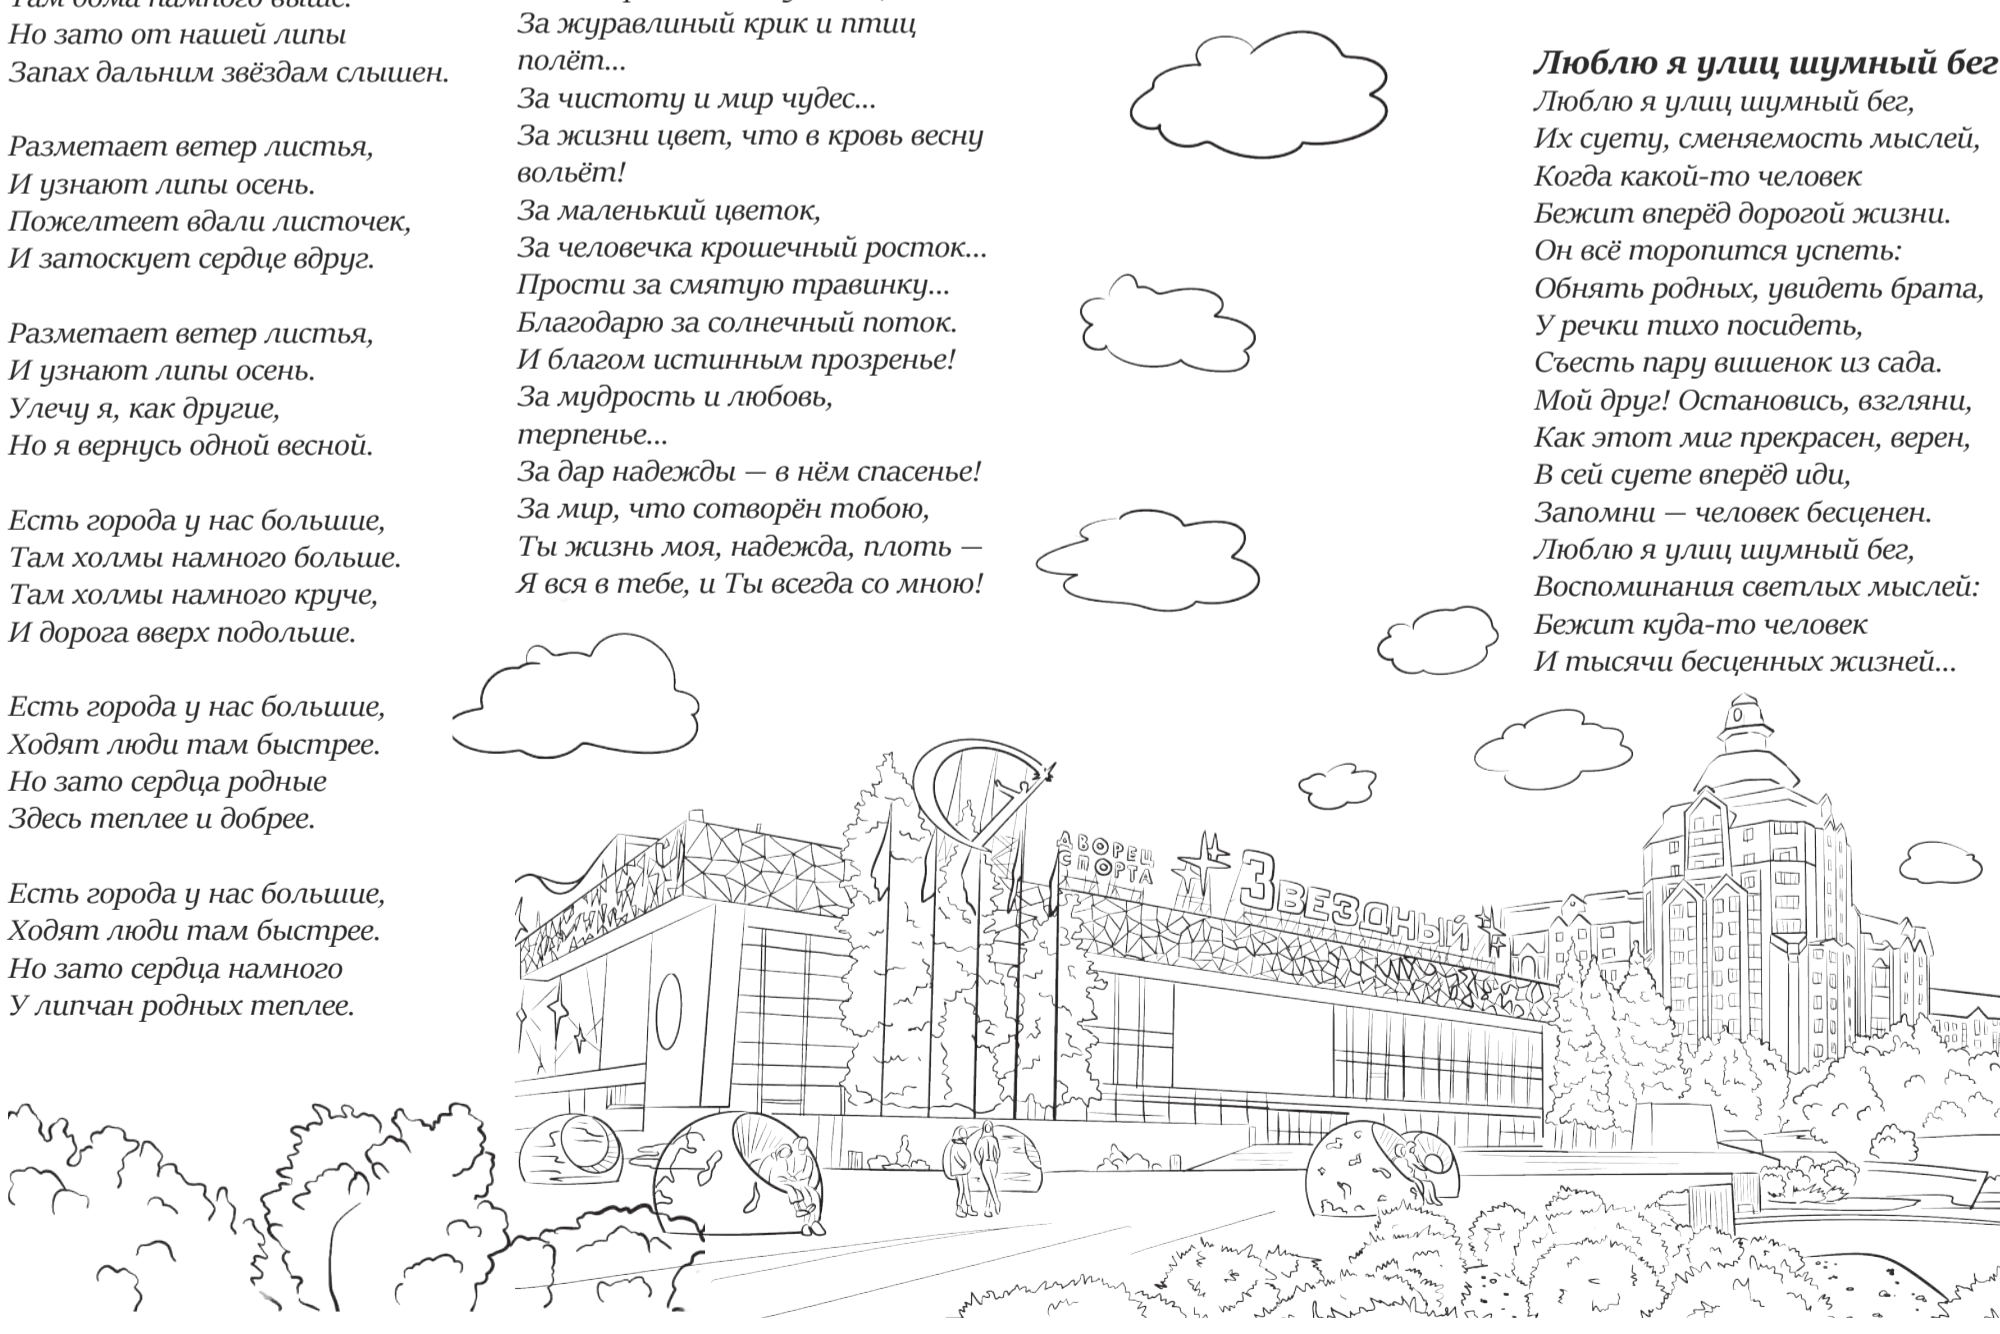 Там дома намного выше.
Но зато от нашей липы
Запах дальним звёздам слышен.
Разметает ветер листья,
И узнают липы осень.
Пожелтеет вдали листочек,
И затоскует сердце вдруг.
Разметает ветер листья,
И узнают липы осень.
Улечу я, как другие,
Но я вернусь одной весной.
Есть города у нас большие,
Там холмы намного больше.
Там холмы намного круче,
И дорога вверх подольше.
Есть города у нас большие,
Ходят люди там быстрее.
Но зато сердца родные
Здесь теплее и добрее.
Есть города у нас большие,
Ходят люди там быстрее.
Но зато сердца намного
У липчан родных теплее.
За журавлиный крик и птиц
полёт...
За чистоту и мир чудес...
За жизни цвет, что в кровь весну
вольёт!
За маленький цветок,
За человечка крошечный росток...
Прости за смятую травинку...
Благодарю за солнечный поток.
И благом истинным прозренье!
За мудрость и любовь,
терпенье...
За дар надежды — в нём спасенье!
За мир, что сотворён тобою,
Ты жизнь моя, надежда, плоть —
Я вся в тебе, и Ты всегда со мною!
Люблю я улиц шумный бег
Люблю я улиц шумный бег,
Их суету, сменяемость мыслей,
Когда какой-то человек
Бежит вперёд дорогой жизни.
Он всё торопится успеть:
Обнять родных, увидеть брата,
У речки тихо посидеть,
Съесть пару вишенок из сада.
Мой друг! Остановись, взгляни,
Как этот миг прекрасен, верен,
В сей суете вперёд иди,
Запомни — человек бесценен.
Люблю я улиц шумный бег,
Воспоминания светлых мыслей:
Бежит куда-то человек
И тысячи бесценных жизней...
ДВОРЕЦ
СПОРТА
ЗВЕЗДНЫЙ